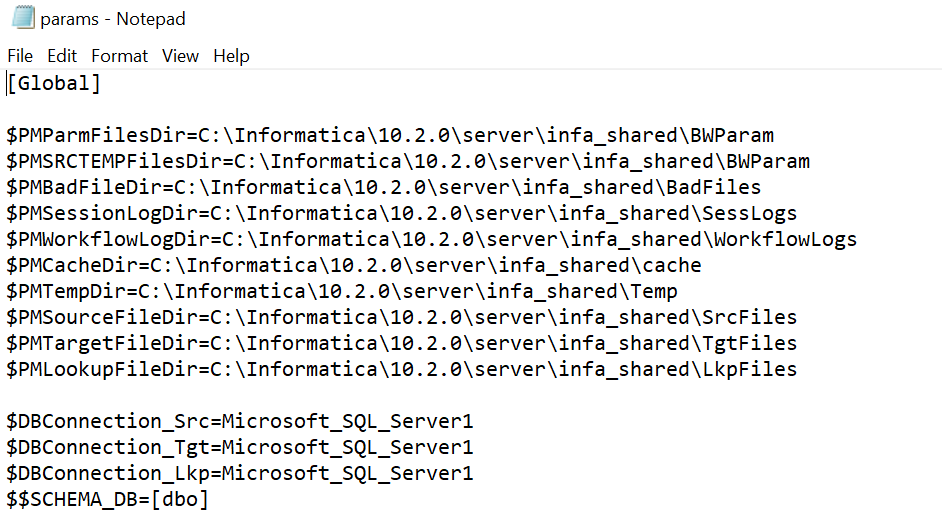 params - Notepad
File Edit Format View Help
[Global]
$PMParmFilesDir=C:\Informatica\10.2.0\server\infa_shared\BWParam
$PMSRCTEMPFilesDir=C:\Informatica\10.2.0\server\infa_shared\BWParam
$PMBadFileDir=C:\Informatica\10.2.0\server\infa_shared\BadFiles
$PMSessionLogDir=C:\Informatica\10.2.0\server\infa_shared\SessLogs
$PMWorkflowLogDir=C:\Informatica\10.2.0\server\infa_shared\WorkflowLogs
$PMCacheDir=C:\Informatica\10.2.0\server\infa_shared\cache
$PMTempDir=C:\Informatica\10.2.0\server\infa_shared\Temp
$PMSourceFileDir=C:\Informatica\10.2.0\server\infa_shared\SrcFiles
$PMTargetFileDir=C:\Informatica\10.2.0\server\infa_shared\TgtFiles
$PMLookupFileDir=C:\Informatica\10.2.0\server\infa_shared\LkpFiles
$DBConnection_Src=Microsoft_SQL_Server1
$DBConnection_Tgt=Microsoft_SQL_Server1
$DBConnection_Lkp=Microsoft_SQL_Server1
$$SCHEMA_DB=[dbo]